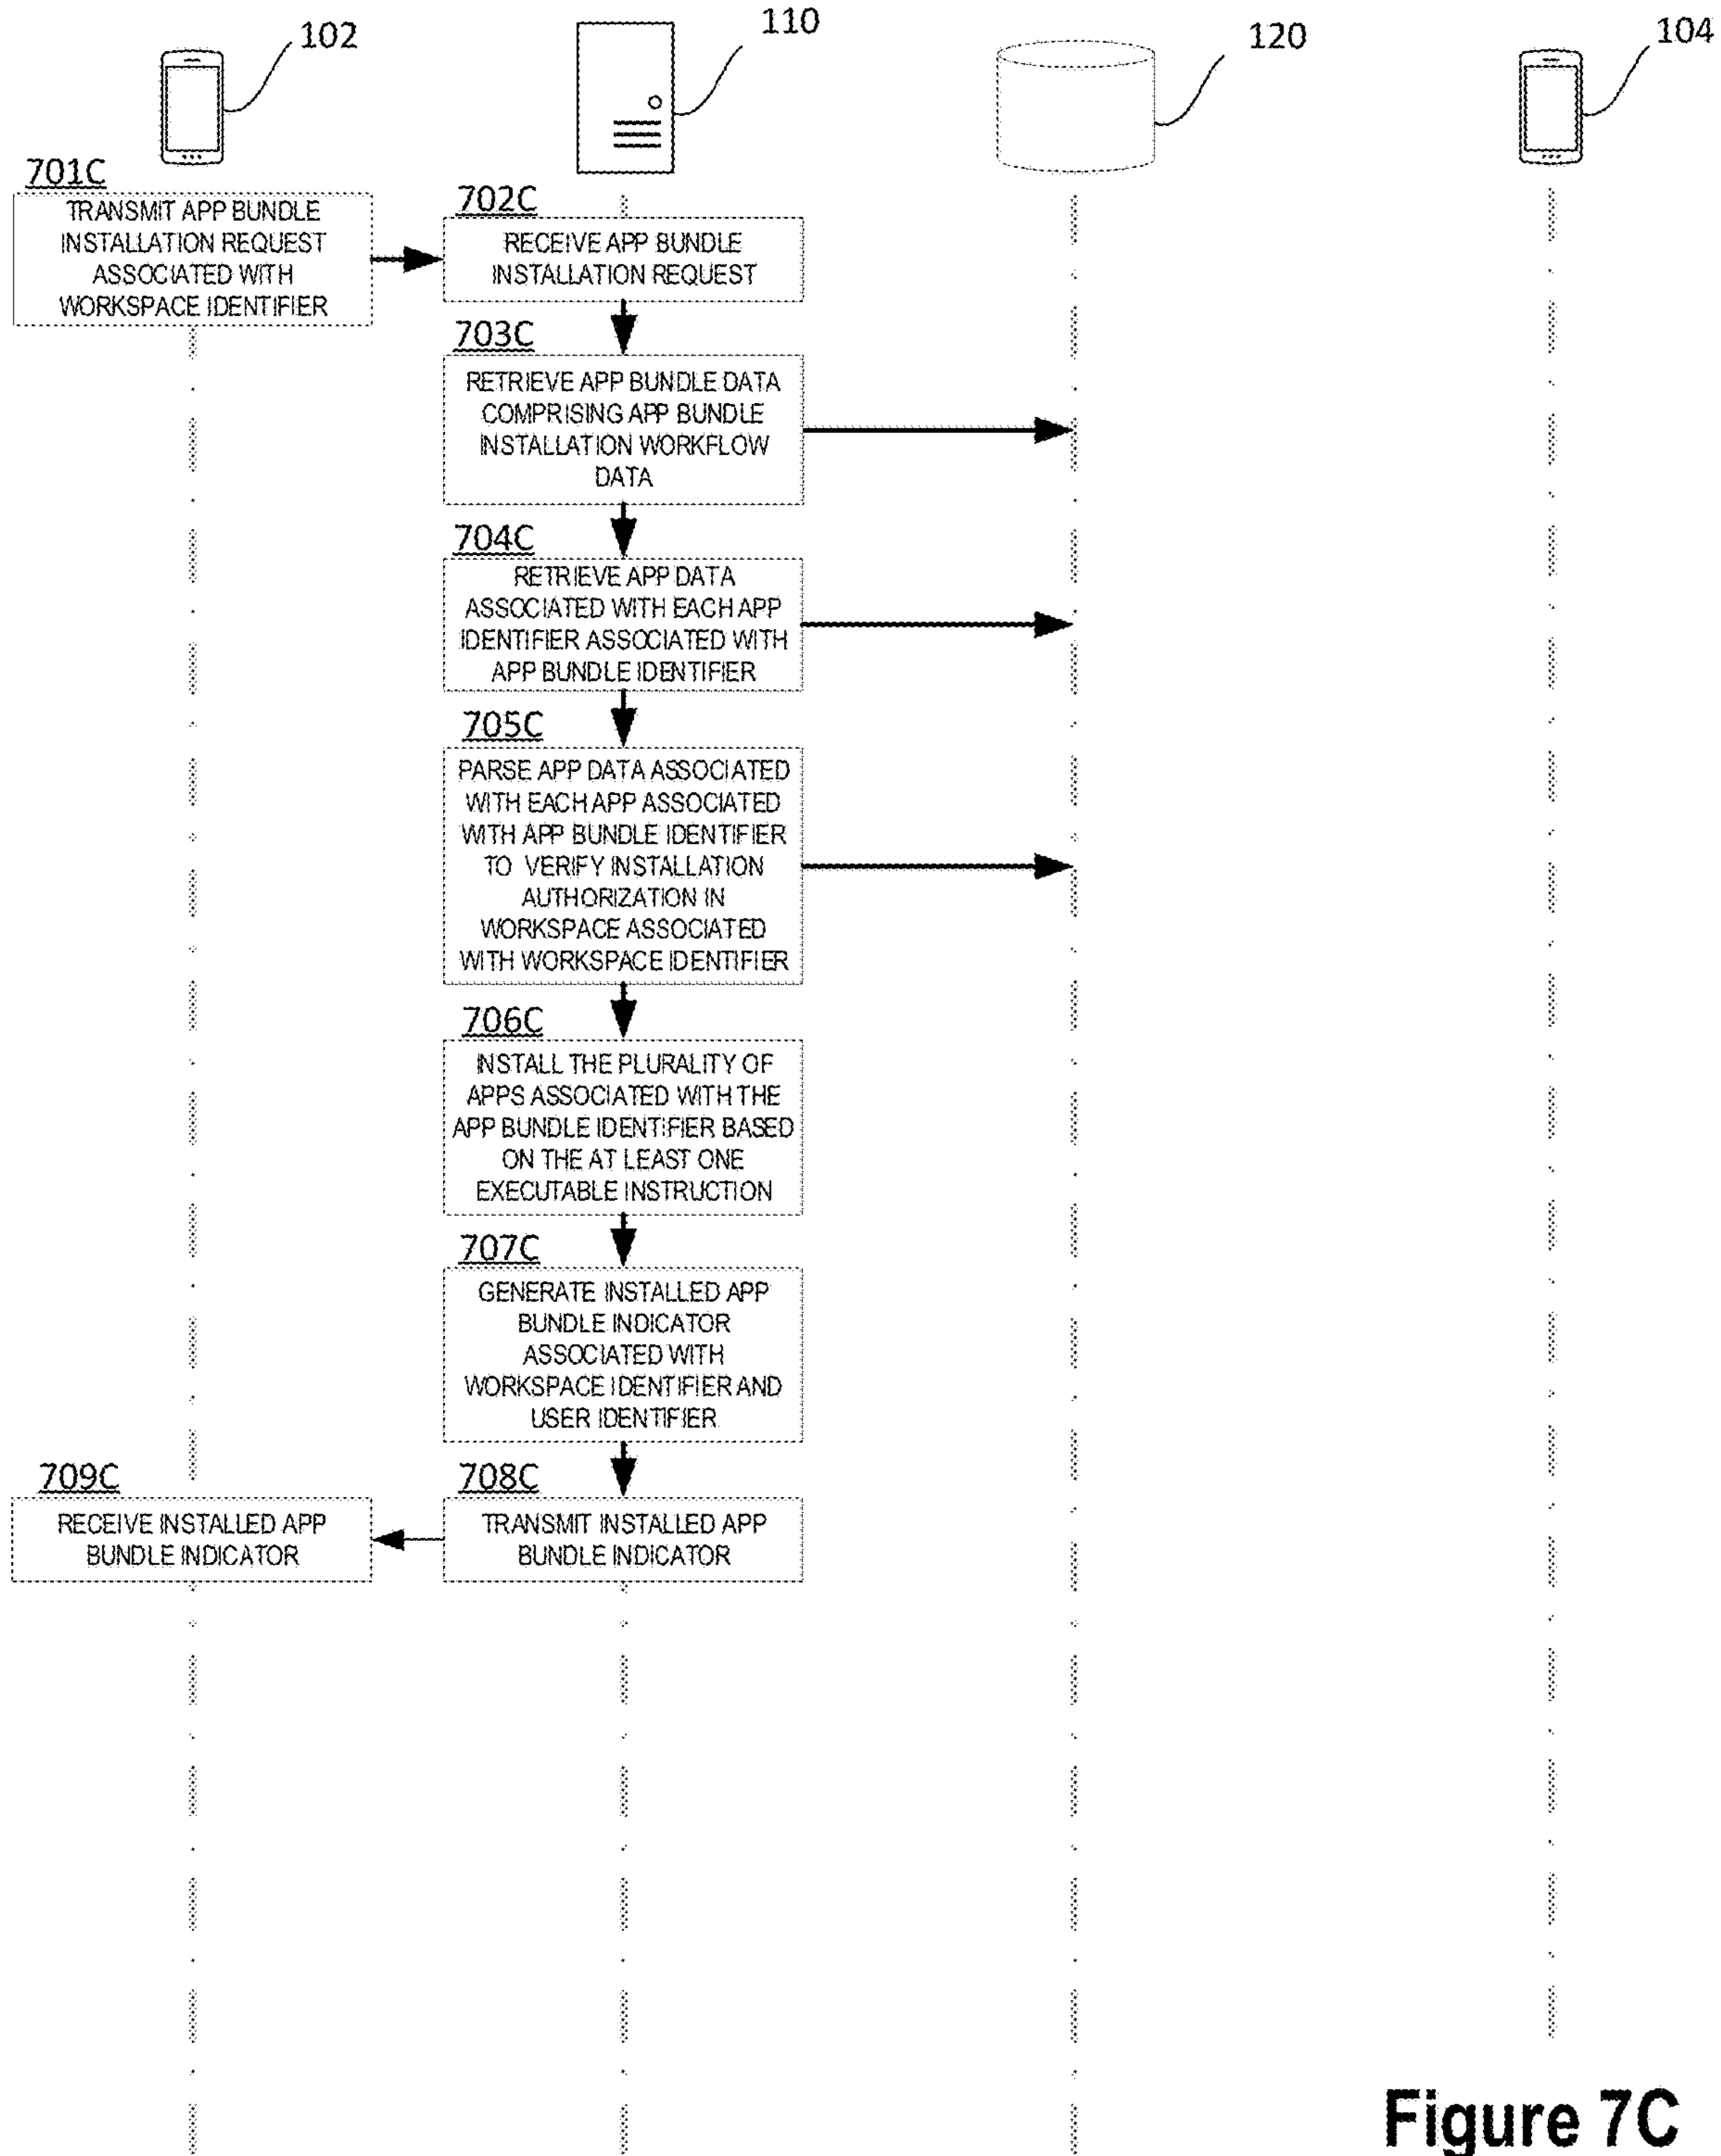 102
110
120
104
701C
TRANSMIT APP BUNDLE
INSTALLATION REQUEST
ASSOCIATED WITH
WORKSPACE IDENTIFIER
702C
RECEIVE APP BUNDLE
INSTALLATION REQUEST
703C
RETRIEVE APP BUNDLE DATA
COMPRISING APP BUNDLE
INSTALLATION WORKFLOW
DATA
704C
RETRIEVE APP DATA
ASSOCIATED WITH EACH APP
IDENTIFIER ASSOCIATED WITH
APP BUNDLE IDENTIFIER
705C
PARSE APP DATA ASSOCIATED
WITH EACH APP ASSOCIATED
WITH APP BUNDLE IDENTIFIER
TO VERIFY INSTALLATION
AUTHORIZATION IN
WORKSPACE ASSOCIATED
WITH WORKSPACE IDENTIFIER
706C
INSTALL THE PLURALITY OF
APPS ASSOCIATED WITH THE
APP BUNDLE IDENTIFIER BASED
ON THE AT LEAST ONE
EXECUTABLE INSTRUCTION
707C
GENERATE INSTALLED APP
BUNDLE INDICATOR
ASSOCIATED WITH
WORKSPACE IDENTIFIER AND
USER IDENTIFIER
709C
RECEIVE INSTALLED APP
BUNDLE INDICATOR
708C
TRANSMIT INSTALLED APP
BUNDLE INDICATOR
Figure 7C